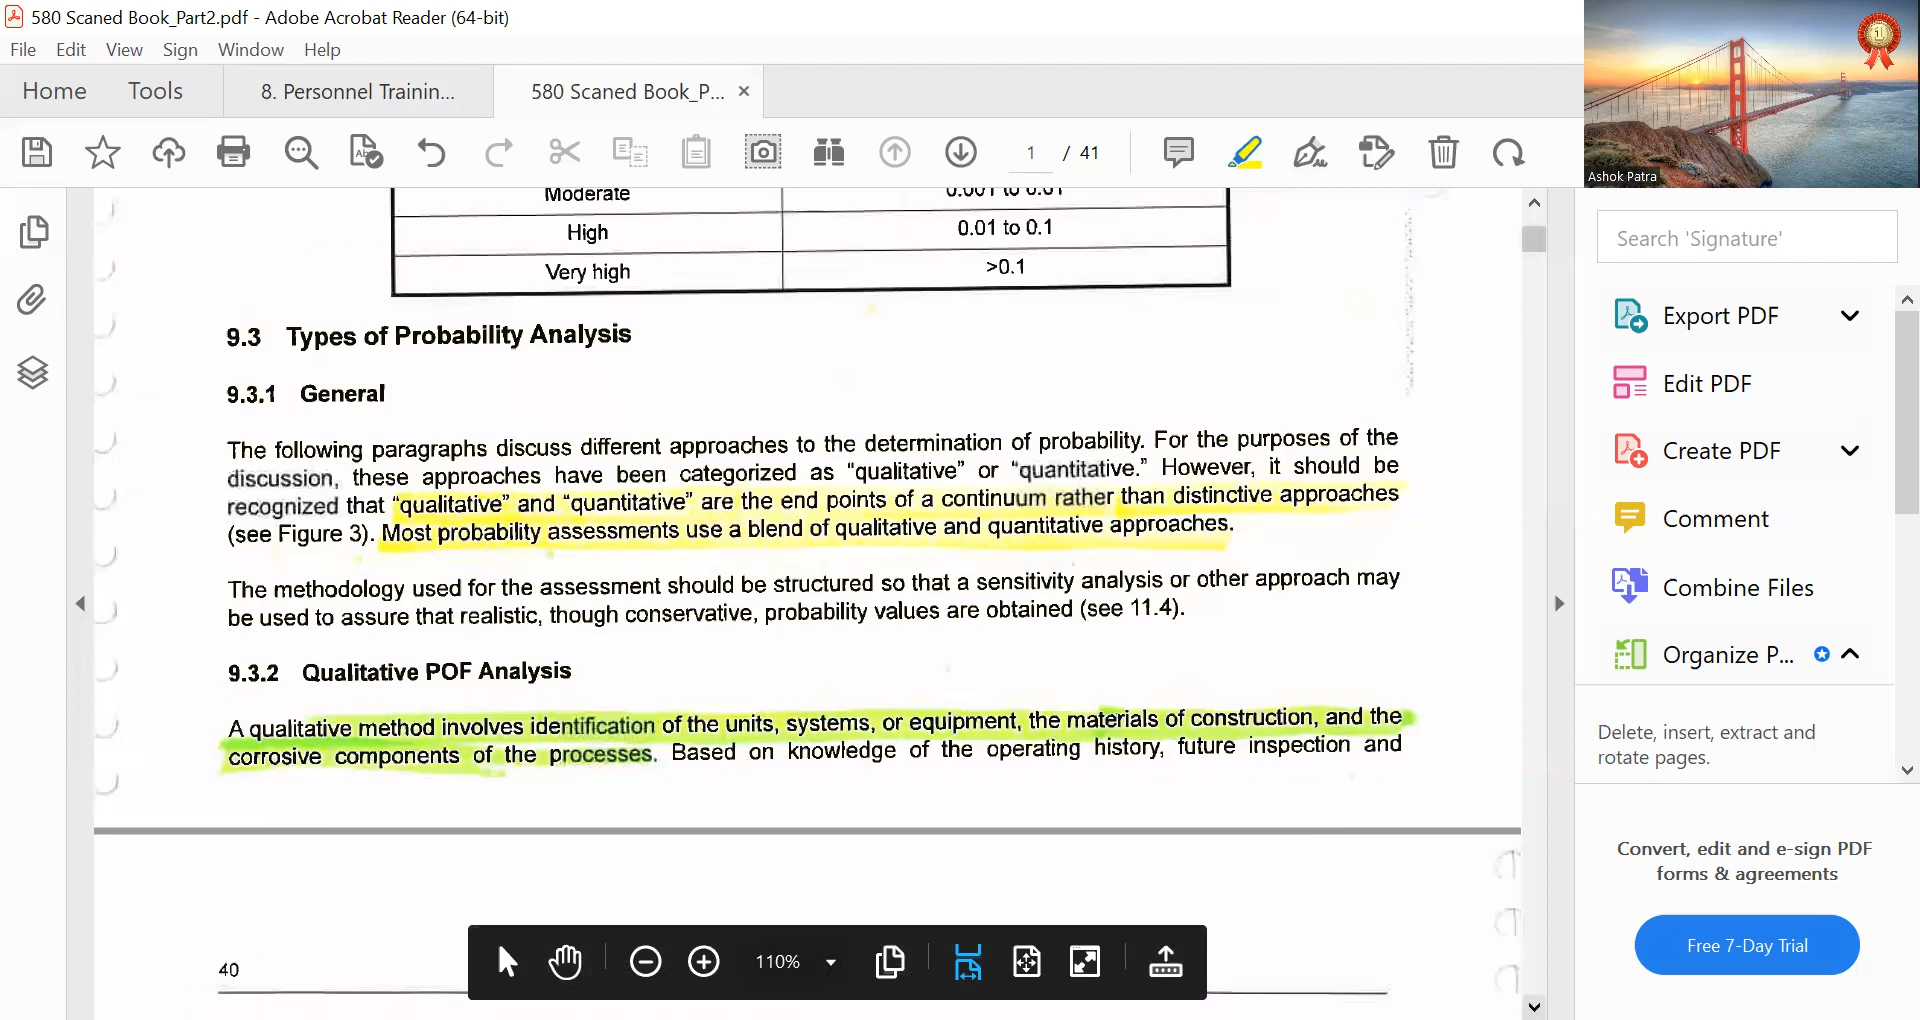 580 Scaned Book_Part2.pdf - Adobe Acrobat Reader (64-bit)
File Edit View Sign Window Help
Home Tools 8. Personnel Trainin... 580 Scaned Book_P... ×
1 / 41
Ashok Patra
Moderate 0.001 to 0.01
High 0.01 to 0.1
Very high >0.1
9.3 Types of Probability Analysis
9.3.1 General
The following paragraphs discuss different approaches to the determination of probability. For the purposes of the
discussion, these approaches have been categorized as “qualitative” or “quantitative.” However, it should be
recognized that “qualitative” and “quantitative” are the end points of a continuum rather than distinctive approaches
(see Figure 3). Most probability assessments use a blend of qualitative and quantitative approaches.
The methodology used for the assessment should be structured so that a sensitivity analysis or other approach may
be used to assure that realistic, though conservative, probability values are obtained (see 11.4).
9.3.2 Qualitative POF Analysis
A qualitative method involves identification of the units, systems, or equipment, the materials of construction, and the
corrosive components of the processes. Based on knowledge of the operating history, future inspection and
40
110%
Search 'Signature'
Export PDF
Edit PDF
Create PDF
Comment
Combine Files
Organize P...
Delete, insert, extract and
rotate pages.
Convert, edit and e-sign PDF
forms & agreements
Free 7-Day Trial